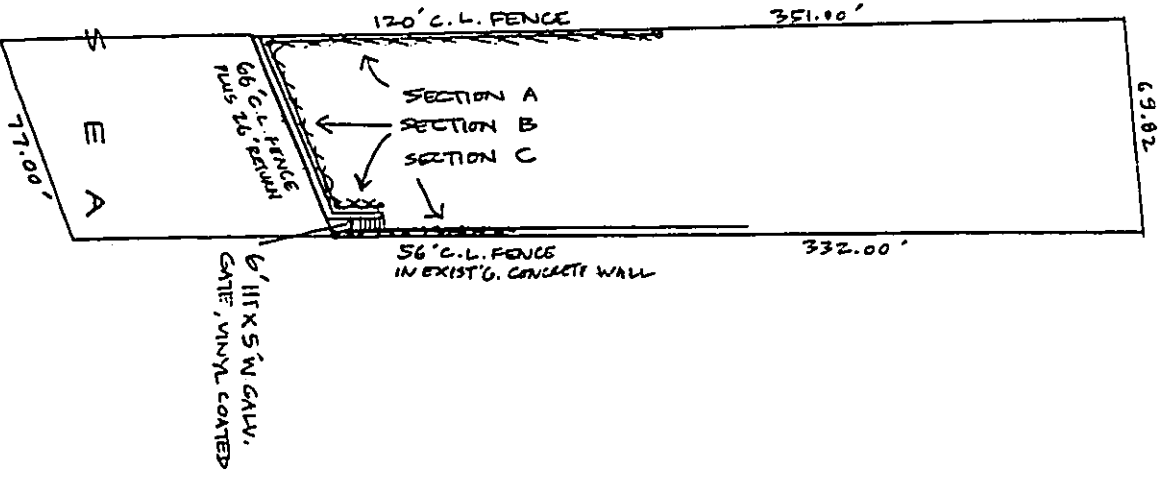 120' C.L. FENCE
351.00'
69.82
SECTION A
SECTION B
SECTION C
66' C.L. FENCE
PLUS 26' RETURN
S E A
77.00'
56' C.L. FENCE
IN EXIST'G. CONCRETE WALL
332.00'
6' HT X 5' W GALV.
GATE, VINYL COATED